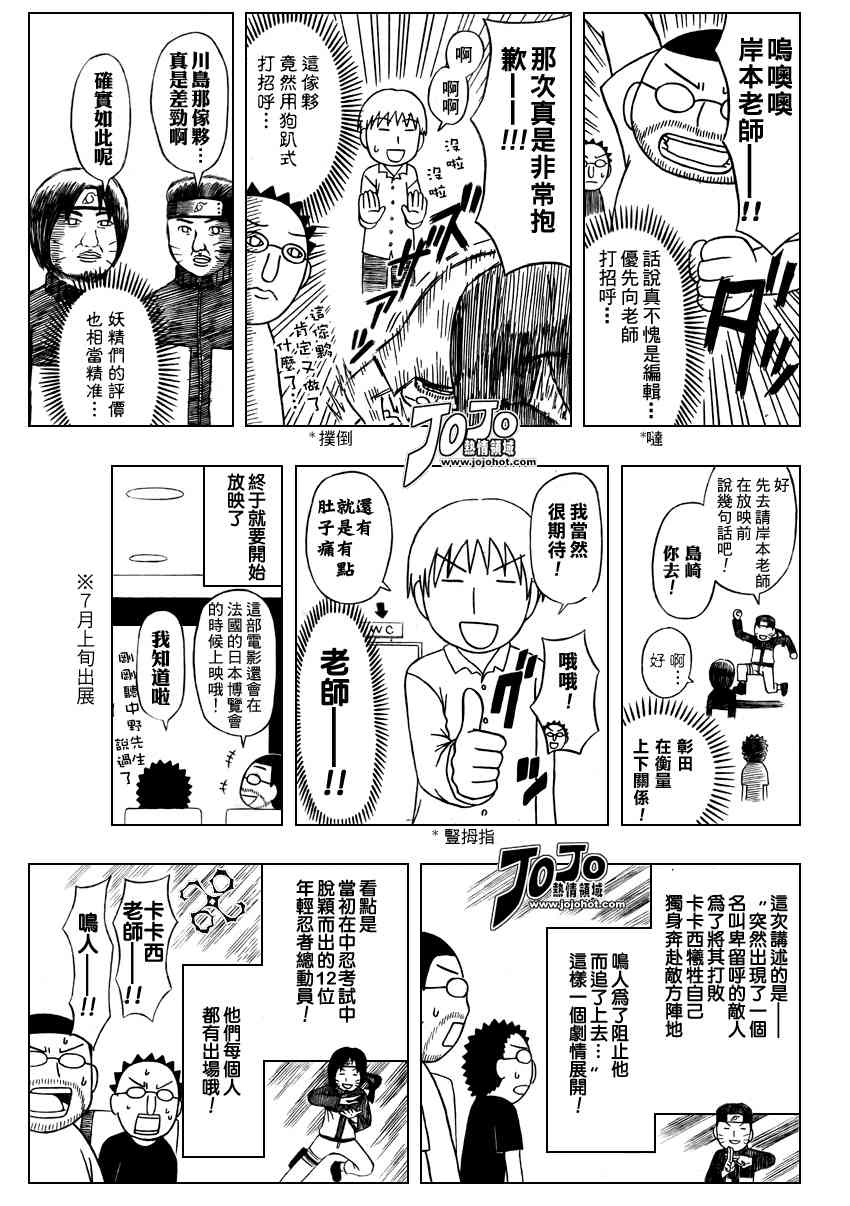 嗚噢噢
岸本老師——!!
話說真不愧是編輯…
優先向老師
打招呼…
*噠
那次真是非常抱
歉——!!!
啊
啊啊
沒啦
沒啦
這傢夥
竟然用狗趴式
打招呼…
這傢夥
肯定又做了
什麼了…
*撲倒
川島那傢夥…
真是差勁啊
確實如此呢
妖精們的評價
也相當精准…
JOJO
熱情領域
www.jojohot.com
好
先去請岸本老師
在放映前
說幾句話吧!
島崎
你去!
啊…
好
彰田
在衡量
上下關係!
我當然
很期待!
哦哦!
還有
就是有點
肚子痛
WC
老師——!!
*豎拇指
終于就要開始
放映了
這部電影還會在
法國的日本博覽會
的時候上映哦!
我知道啦
剛剛聽中野先生
說過了
※7月上旬出展
JOJO
熱情領域
www.jojohot.com
這次講述的是——
"突然出現了一個
名叫卑留呼的敵人
爲了將其打敗
卡卡西犧牲自己
獨身奔赴敵方陣地
鳴人爲了阻止他
而追了上去…"
這樣一個劇情展開!
看點是
當初在中忍考試中
脫穎而出的12位
年輕忍者總動員!
他們每個人
都有出場哦!
卡卡西
老師——!
鳴人——!!